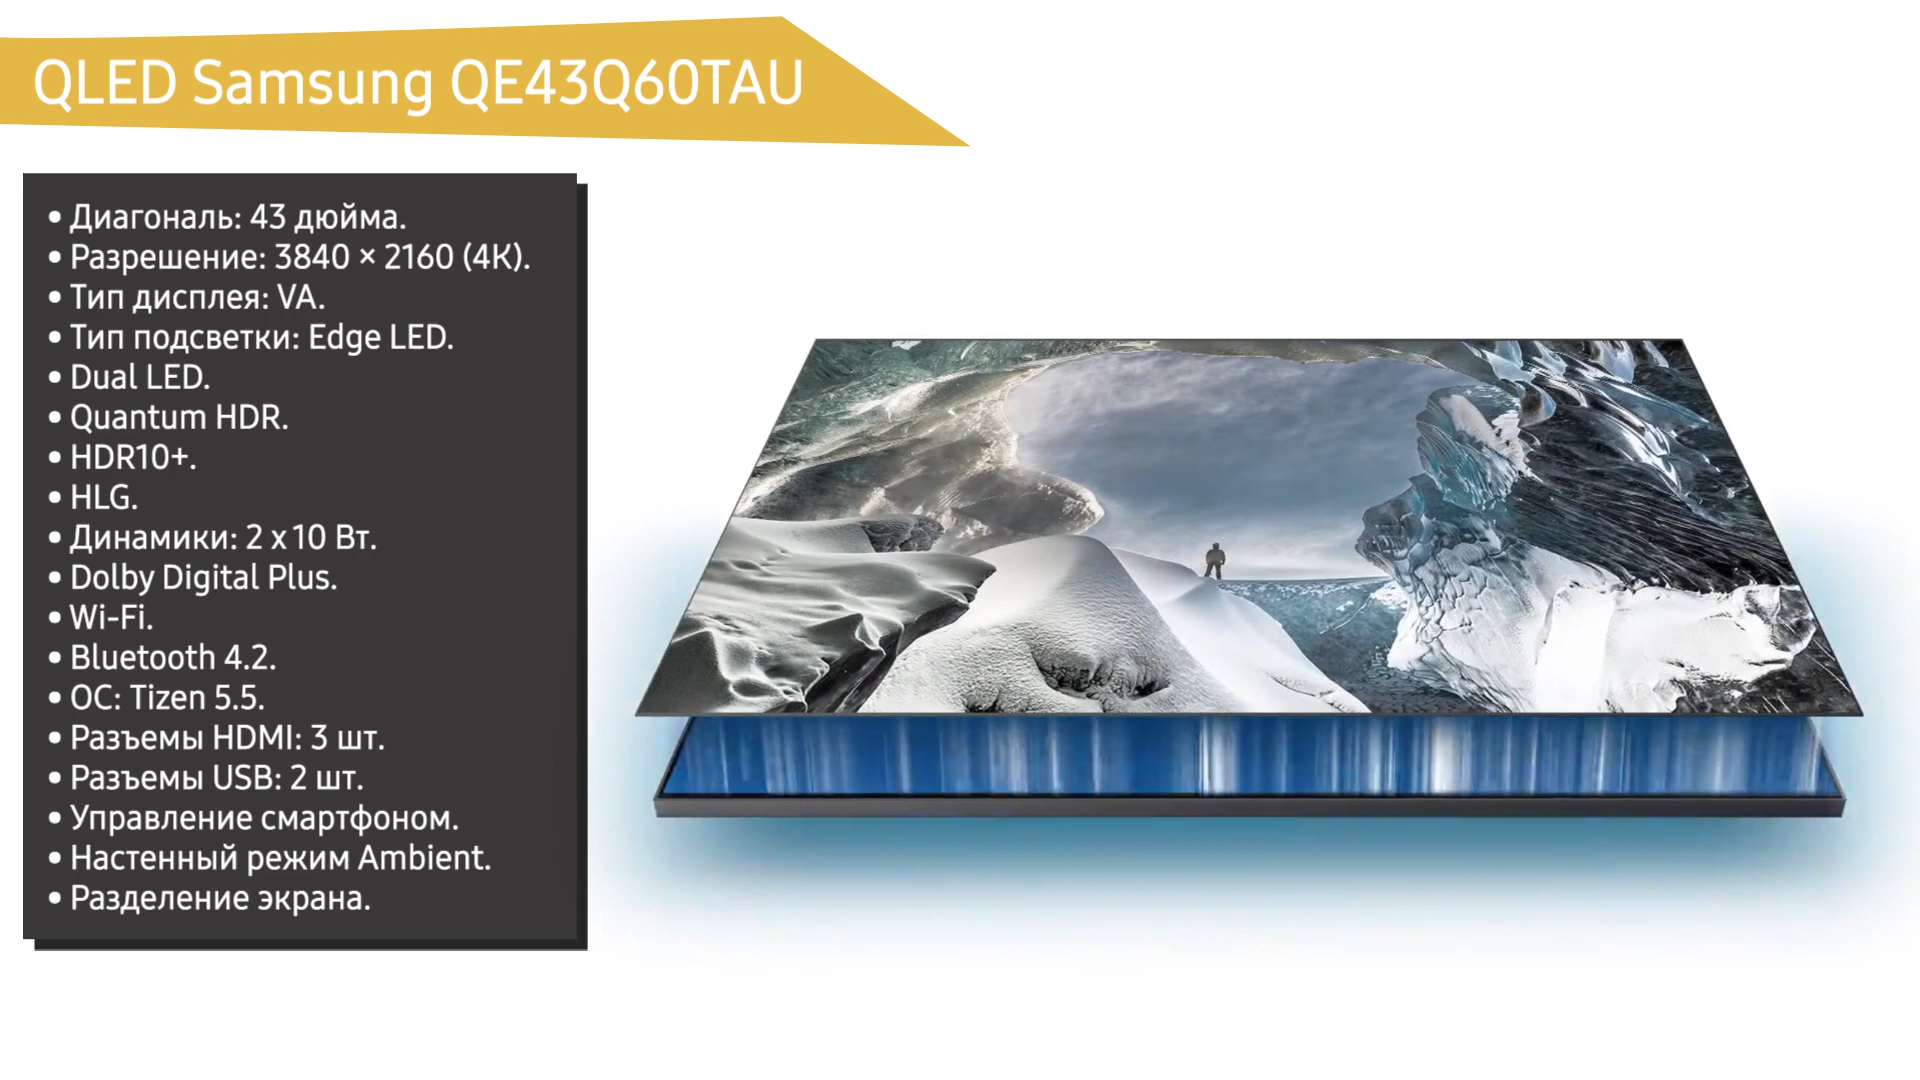 QLED Samsung QE43Q60TAU
• Диагональ: 43 дюйма.
• Разрешение: 3840 × 2160 (4К).
• Тип дисплея: VA.
• Тип подсветки: Edge LED.
• Dual LED.
• Quantum HDR.
• HDR10+.
• HLG.
• Динамики: 2 x 10 Вт.
• Dolby Digital Plus.
• Wi-Fi.
• Bluetooth 4.2.
• ОС: Tizen 5.5.
• Разъемы HDMI: 3 шт.
• Разъемы USB: 2 шт.
• Управление смартфоном.
• Настенный режим Ambient.
• Разделение экрана.